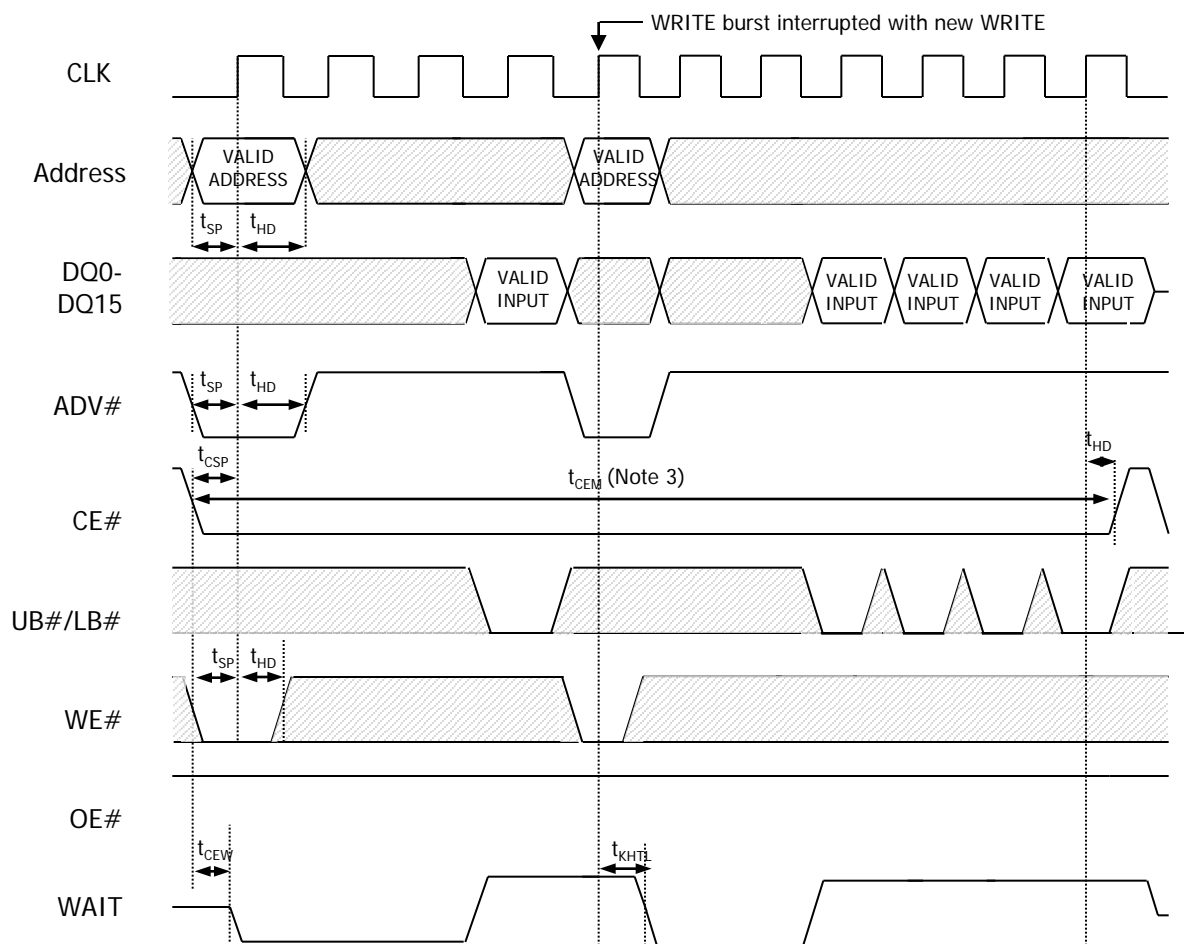 WRITE burst interrupted with new WRITE
CLK
Address
VALID
ADDRESS
VALID
ADDRESS
tSP
tHD
DQ0-
DQ15
VALID
INPUT
VALID
INPUT
VALID
INPUT
VALID
INPUT
VALID
INPUT
ADV#
tSP
tHD
tHD
tCSP
tCEM (Note 3)
CE#
UB#/LB#
tSP
tHD
WE#
OE#
tCEW
tKHTL
WAIT